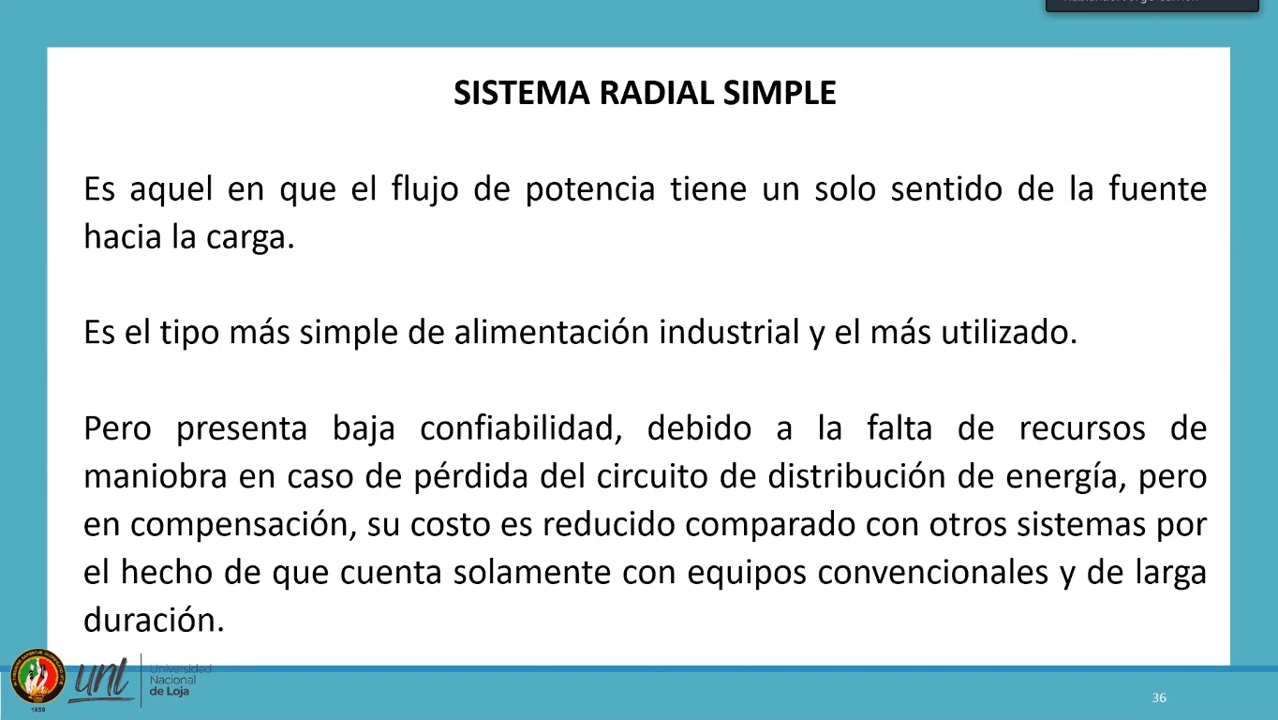 SISTEMA RADIAL SIMPLE
Es aquel en que el flujo de potencia tiene un solo sentido de la fuente
hacia la carga.
Es el tipo más simple de alimentación industrial y el más utilizado.
Pero presenta baja confiabilidad, debido a la falta de recursos de
maniobra en caso de pérdida del circuito de distribución de energía, pero
en compensación, su costo es reducido comparado con otros sistemas por
el hecho de que cuenta solamente con equipos convencionales y de larga
duración.
unl
Universidad
Nacional
de Loja
1859
36